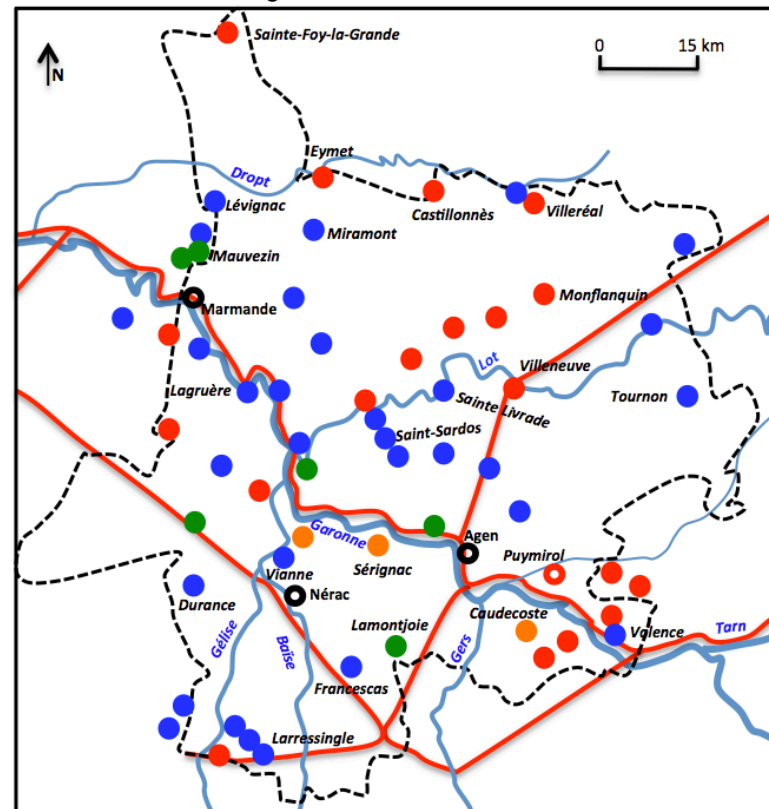 Sainte-Foy-la-Grande
0 15 km
N
Eymet
Dropt
Lévignac
Castillonnès
Villeréal
Miramont
Mauvezin
Monflanquin
Marmande
Lot
Villeneuve
Lagruère
Sainte Livrade
Tournon
Saint-Sardos
Garonne
Agen
Vianne
Sérignac
Puymirol
Durance
Nérac
Lamontjoie
Caudecoste
Valence
Tarn
Gélise
Baïse
Gers
Francescas
Larressingle